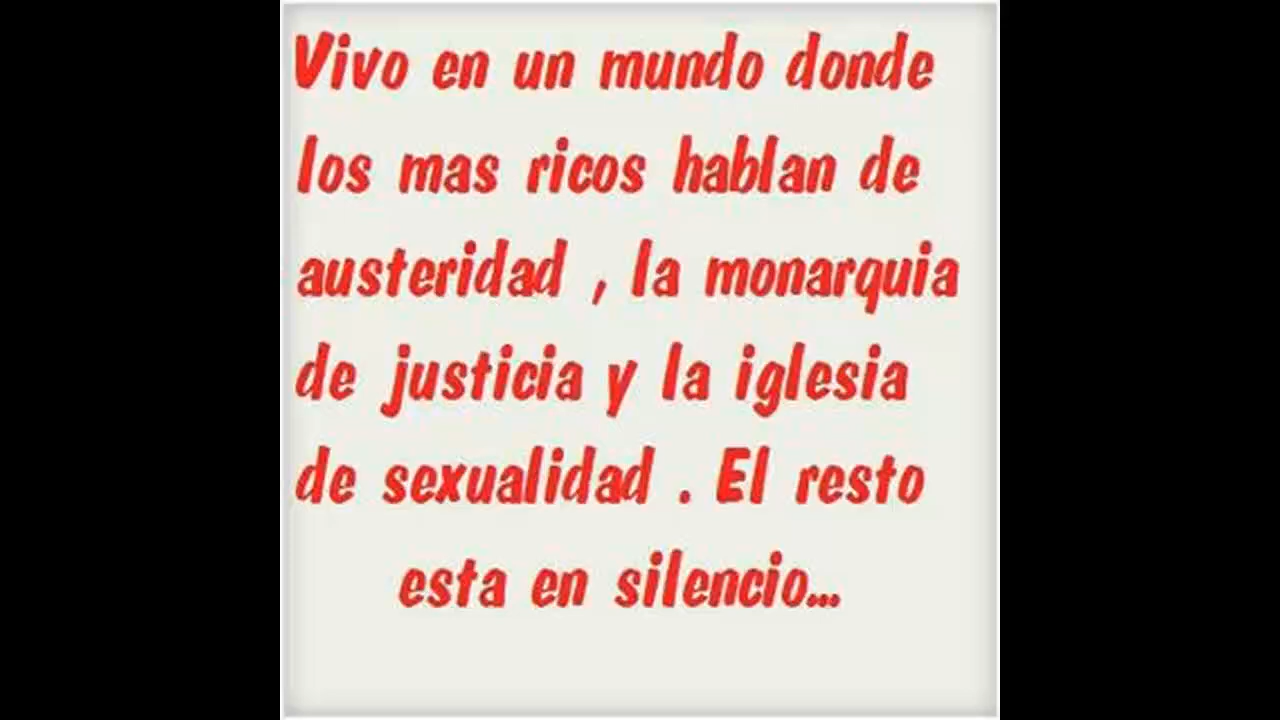 Vivo en un mundo donde
los mas ricos hablan de
austeridad , la monarquia
de justicia y la iglesia
de sexualidad . El resto
esta en silencio...